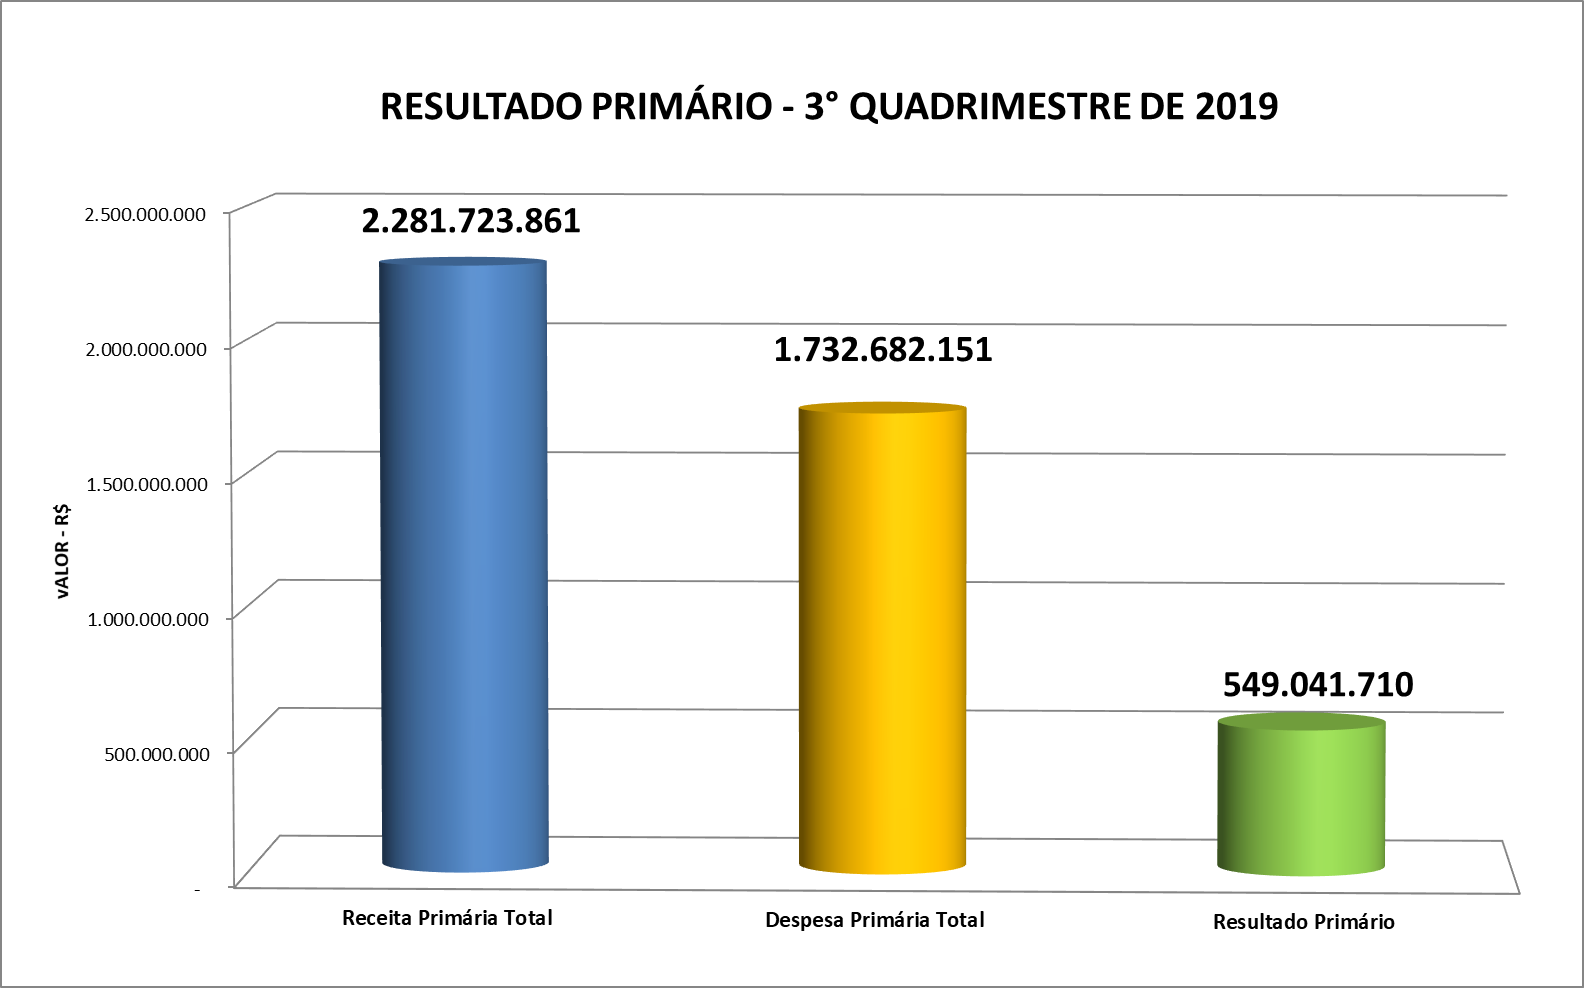 RESULTADO PRIMÁRIO - 3° QUADRIMESTRE DE 2019
2.500.000.000
2.281.723.861
2.000.000.000
1.732.682.151
1.500.000.000
vALOR - R$
1.000.000.000
549.041.710
500.000.000
-
Receita Primária Total
Despesa Primária Total
Resultado Primário